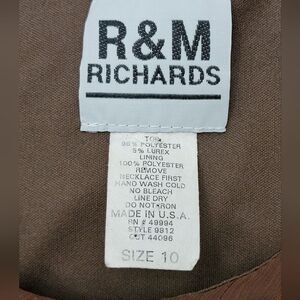 R&M
RICHARDS
TOP
95% POLYESTER
5% LUREX
LINING
100% POLYESTER
REMOVE
NECKLACE FIRST
HAND WASH COLD
NO BLEACH
LINE DRY
DO NOT IRON
MADE IN U.S.A.
RN # 49994
STYLE 9912
CUT 44096
SIZE 10